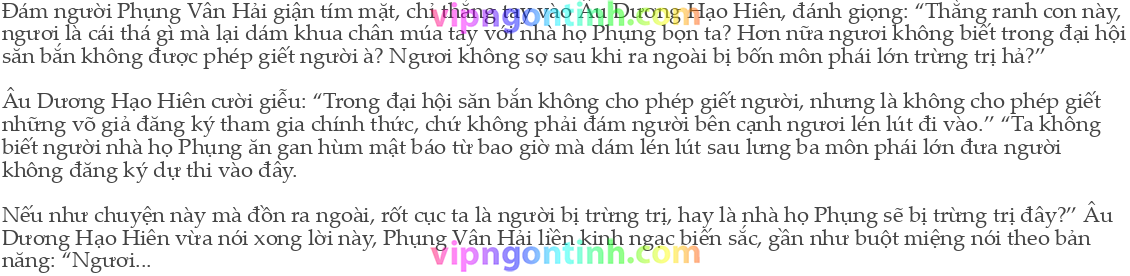 Đám người Phụng Vân Hải giận tím mặt, chỉ thẳng tay vào Âu Dương Hạo Hiên, đánh giọng: “Thằng ranh con này,
ngươi là cái thá gì mà lại dám khua chân múa tay với nhà họ Phụng bọn ta? Hơn nữa ngươi không biết trong đại hội
săn bắn không được phép giết người à? Ngươi không sợ sau khi ra ngoài bị bốn môn phái lớn trừng trị hả?”
Âu Dương Hạo Hiên cười giễu: “Trong đại hội săn bắn không cho phép giết người, nhưng là không cho phép giết
những võ giả đăng ký tham gia chính thức, chứ không phải đám người bên cạnh ngươi lén lút đi vào.” “Ta không
biết người nhà họ Phụng ăn gan hùm mật báo từ bao giờ mà dám lén lút sau lưng ba môn phái lớn đưa người
không đăng ký dự thi vào đây.
Nếu như chuyện này mà đồn ra ngoài, rốt cục ta là người bị trừng trị, hay là nhà họ Phụng sẽ bị trừng trị đây?” Âu
Dương Hạo Hiên vừa nói xong lời này, Phụng Vân Hải liền kinh ngạc biến sắc, gần như buột miệng nói theo bản
năng: “Ngươi...
vipngontinh.com
vipngontinh.com